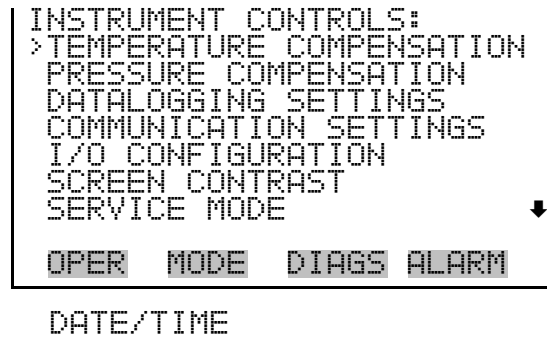 INSTRUMENT CONTROLS:
>TEMPERATURE COMPENSATION
PRESSURE COMPENSATION
DATALOGGING SETTINGS
COMMUNICATION SETTINGS
I/O CONFIGURATION
SCREEN CONTRAST
SERVICE MODE
OPER MODE DIAGS ALARM
DATE/TIME